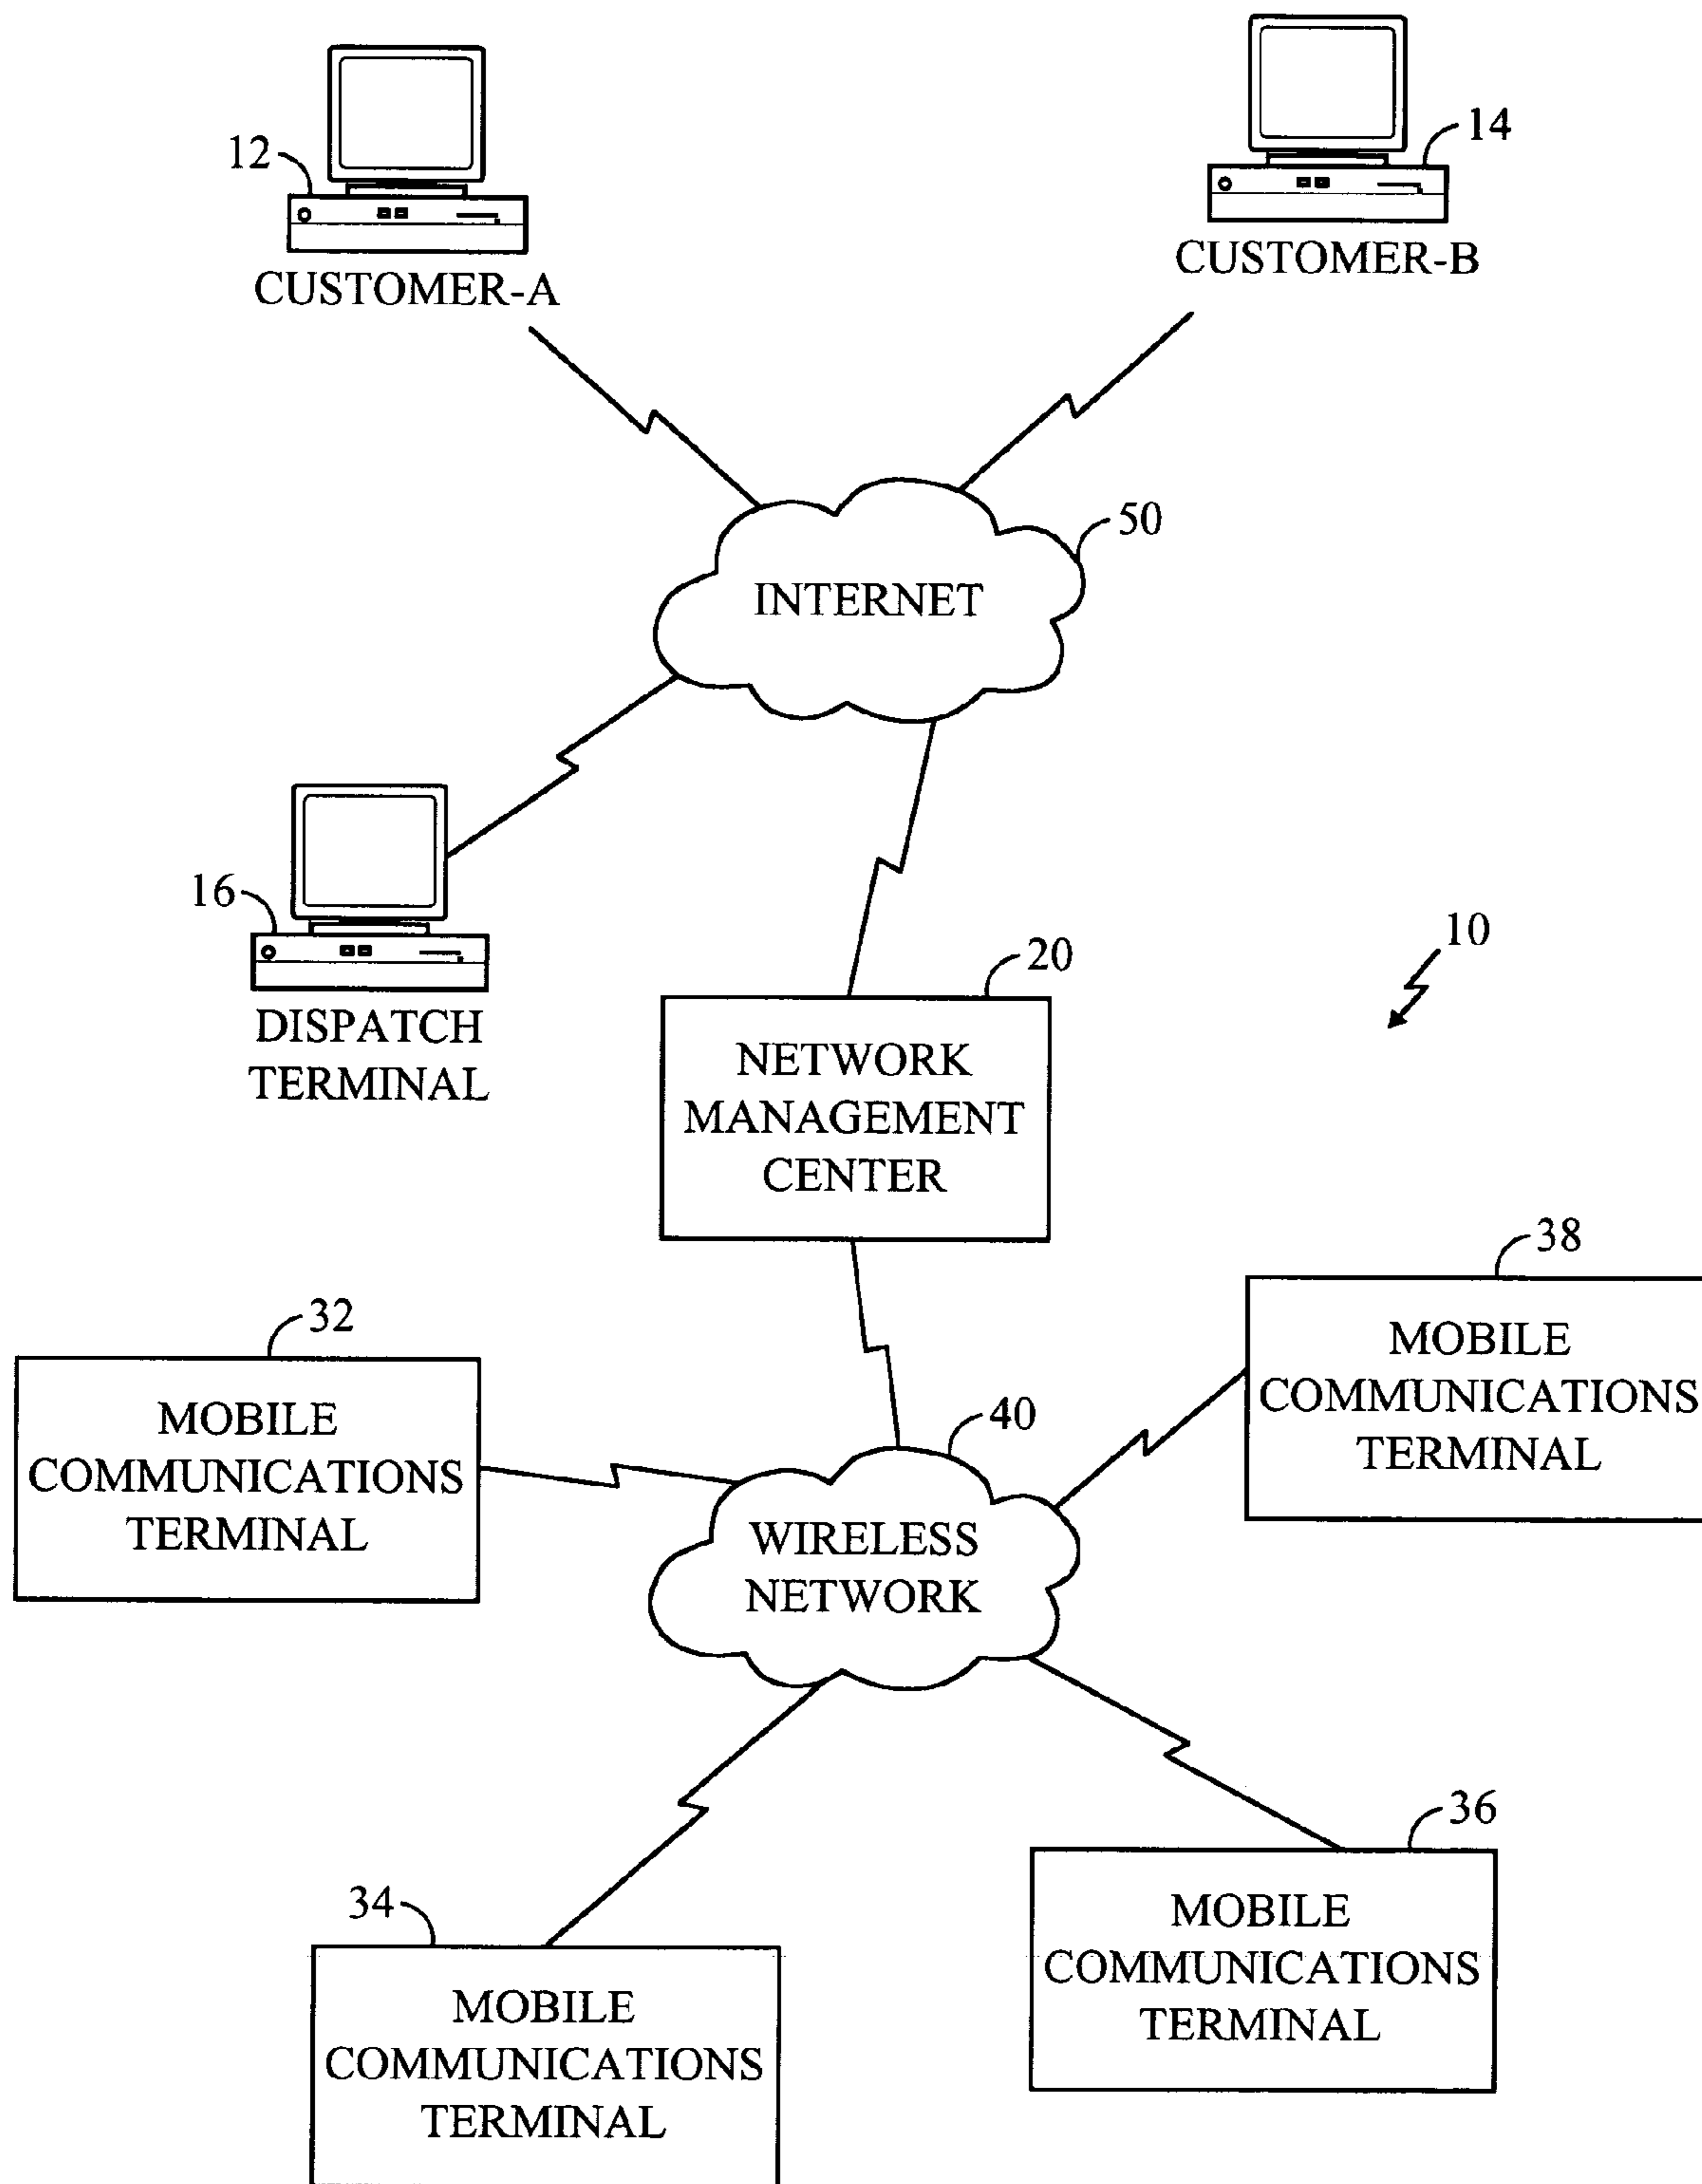 14
12
CUSTOMER-B
CUSTOMER-A
50
INTERNET
16
10
20
DISPATCH
TERMINAL
NETWORK
MANAGEMENT
CENTER
38
32
MOBILE
COMMUNICATIONS
TERMINAL
MOBILE
COMMUNICATIONS
TERMINAL
40
WIRELESS
NETWORK
36
34
MOBILE
COMMUNICATIONS
TERMINAL
MOBILE
COMMUNICATIONS
TERMINAL